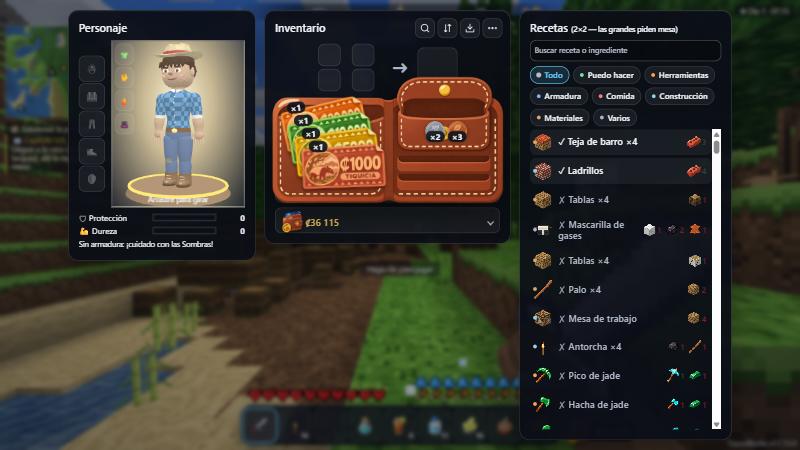 Personaje
Protección 0
Dureza 0
Sin armadura: ¡cuidado con las Sombras!
Inventario
×1
×1
×1
×1
₡1000
TIQUICIA
×2
×3
₡36 115
Recetas (2×2 — las grandes piden mesa)
Buscar receta o ingrediente
Todo
Puedo hacer
Herramientas
Armadura
Comida
Construcción
Materiales
Varios
✓ Teja de barro ×4
✓ Ladrillos
✗ Tablas ×4
✗ Mascarilla de
gases
✗ Tablas ×4
✗ Palo ×4
✗ Mesa de trabajo
✗ Antorcha ×4
✗ Pico de jade
✗ Hacha de jade